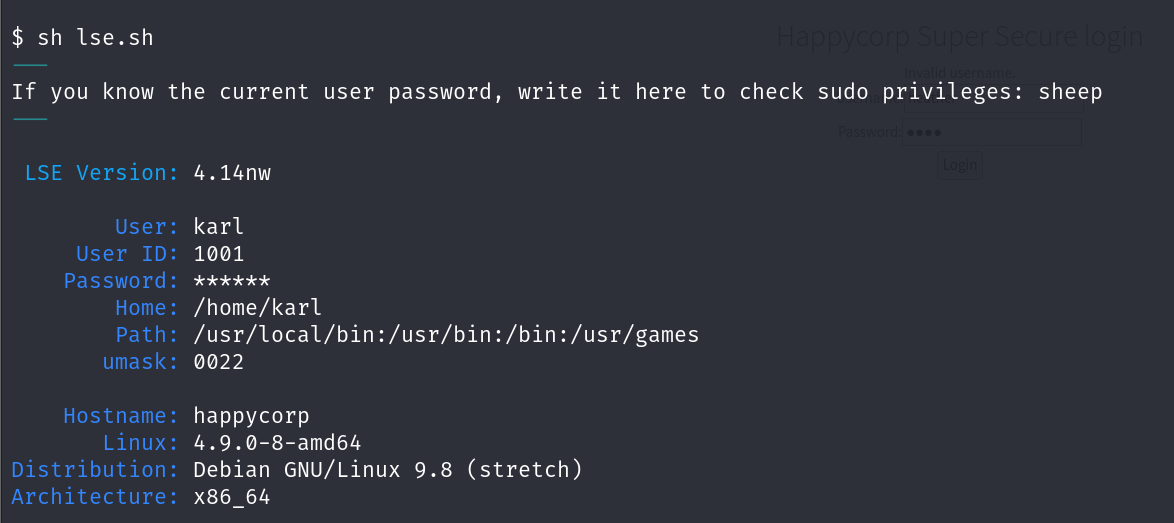 $ sh lse.sh
Happycorp Super Secure login
Invalid username.
If you know the current user password, write it here to check sudo privileges: sheep
Password: ●●●●
Login
LSE Version: 4.14nw
User: karl
User ID: 1001
Password: ******
Home: /home/karl
Path: /usr/local/bin:/usr/bin:/bin:/usr/games
umask: 0022
Hostname: happycorp
Linux: 4.9.0-8-amd64
Distribution: Debian GNU/Linux 9.8 (stretch)
Architecture: x86_64